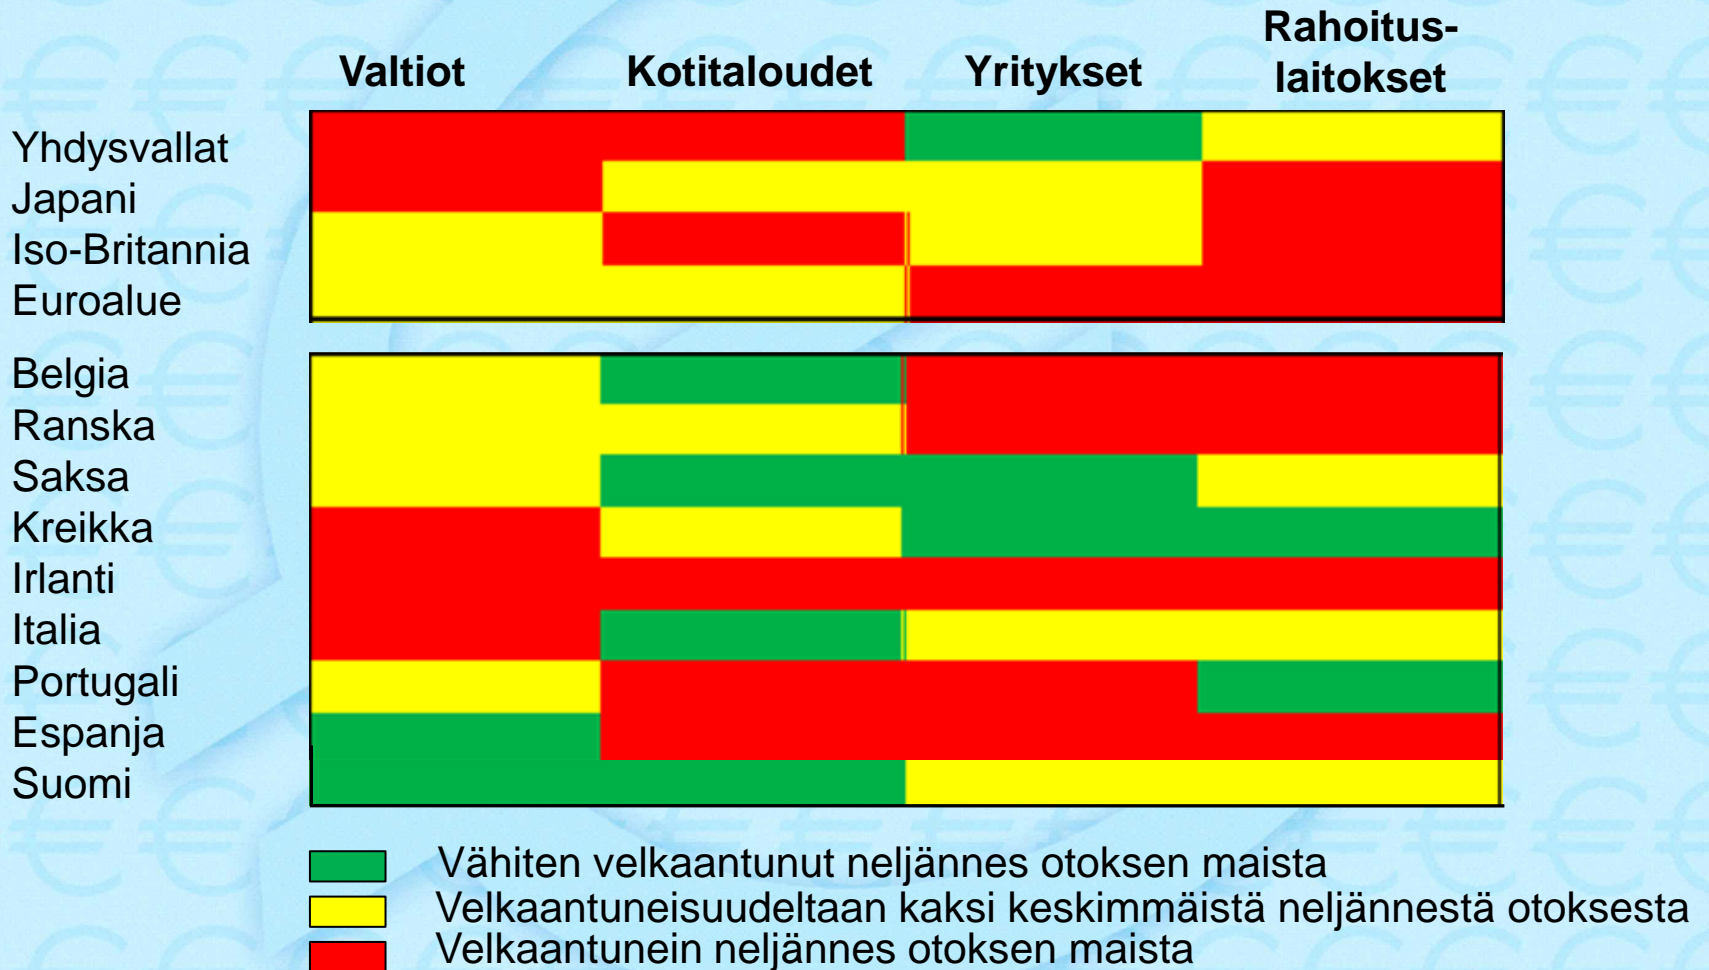 Valtiot Kotitaloudet Yritykset Rahoitus-
laitokset
Yhdysvallat
Japani
Iso-Britannia
Euroalue
Belgia
Ranska
Saksa
Kreikka
Irlanti
Italia
Portugali
Espanja
Suomi
Vähiten velkaantunut neljännes otoksen maista
Velkaantuneisuudeltaan kaksi keskimmäistä neljännestä otoksesta
Velkaantunein neljännes otoksen maista